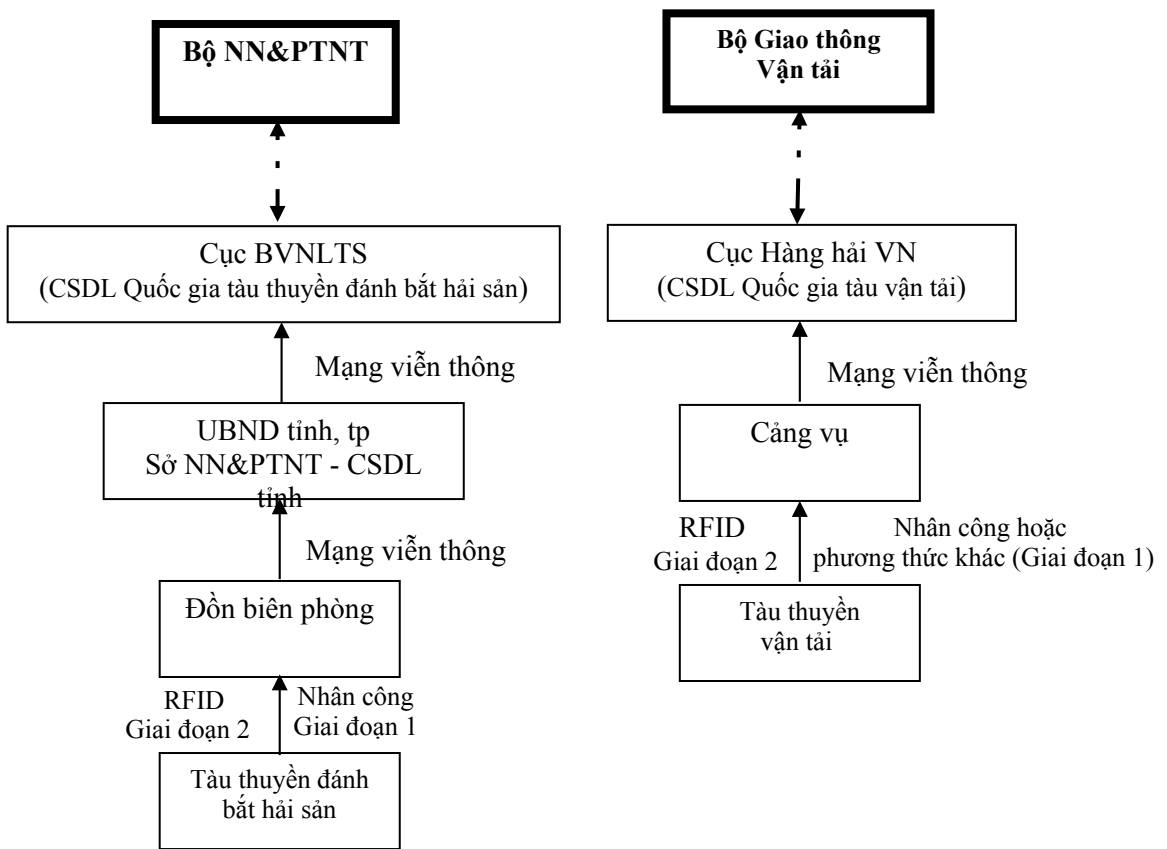 Bộ NN&PTNT
Cục BVNLTS
(CSDL Quốc gia tàu thuyền đánh bắt hải sản)
Mạng viễn thông
UBND tỉnh, tp
Sở NN&PTNT - CSDL
tỉnh
Mạng viễn thông
Đồn biên phòng
RFID
Giai đoạn 2
Nhân công
Giai đoạn 1
Tàu thuyền đánh
bắt hải sản
Bộ Giao thông
Vận tải
Cục Hàng hải VN
(CSDL Quốc gia tàu vận tải)
Mạng viễn thông
Cảng vụ
RFID
Giai đoạn 2
Nhân công hoặc
phương thức khác (Giai đoạn 1)
Tàu thuyền
vận tải